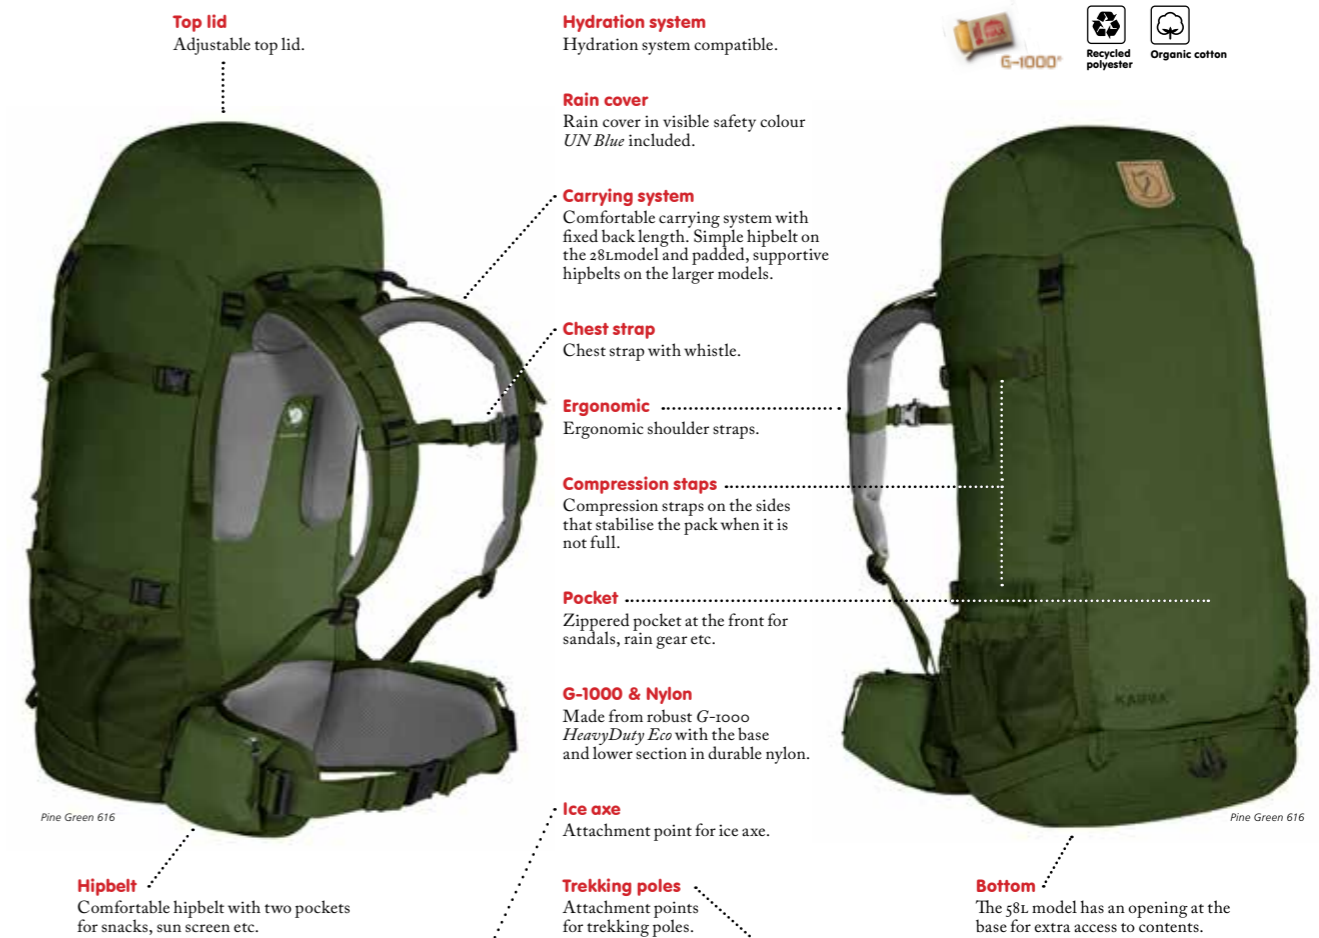 Top lid
Adjustable top lid.
Hydration system
Hydration system compatible.
G-1000®
Recycled
polyester
Organic cotton
Rain cover
Rain cover in visible safety colour
UN Blue included.
Carrying system
Comfortable carrying system with
fixed back length. Simple hipbelt on
the 28Lmodel and padded, supportive
hipbelts on the larger models.
Chest strap
Chest strap with whistle.
Ergonomic
Ergonomic shoulder straps.
Compression staps
Compression straps on the sides
that stabilise the pack when it is
not full.
Pocket
Zippered pocket at the front for
sandals, rain gear etc.
G-1000 & Nylon
Made from robust G-1000
HeavyDuty Eco with the base
and lower section in durable nylon.
KAJKA
Pine Green 616
Pine Green 616
Ice axe
Attachment point for ice axe.
Hipbelt
Comfortable hipbelt with two pockets
for snacks, sun screen etc.
Trekking poles
Attachment points
for trekking poles.
Bottom
The 58L model has an opening at the
base for extra access to contents.